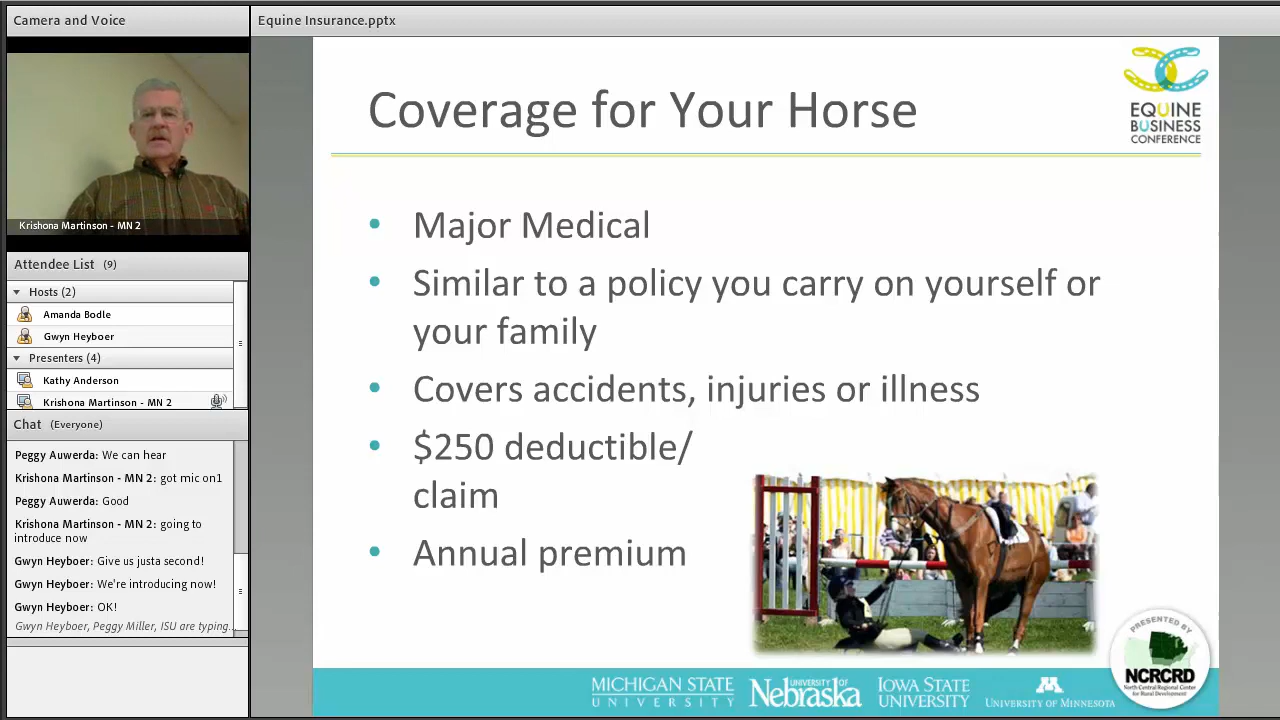 Camera and Voice
Equine Insurance.pptx
Krishona Martinson - MN 2
Attendee List (9)
Hosts (2)
Amanda Bodle
Gwyn Heyboer
Presenters (4)
Kathy Anderson
Krishona Martinson - MN 2
Chat (Everyone)
Peggy Auwerda: We can hear
Krishona Martinson - MN 2: got mic on1
Peggy Auwerda: Good
Krishona Martinson - MN 2: going to
introduce now
Gwyn Heyboer: Give us justa second!
Gwyn Heyboer: We're introducing now!
Gwyn Heyboer: OK!
Gwyn Heyboer, Peggy Miller, ISU are typing...
Coverage for Your Horse
EQUINE
BUSINESS
CONFERENCE
• Major Medical
• Similar to a policy you carry on yourself or
your family
• Covers accidents, injuries or illness
• $250 deductible/
claim
• Annual premium
PRESENTED BY
NCRCRD
North Central Regional Center
for Rural Development
MICHIGAN STATE
UNIVERSITY
UNIVERSITY OF
Nebraska
IOWA STATE
UNIVERSITY
M
UNIVERSITY OF MINNESOTA